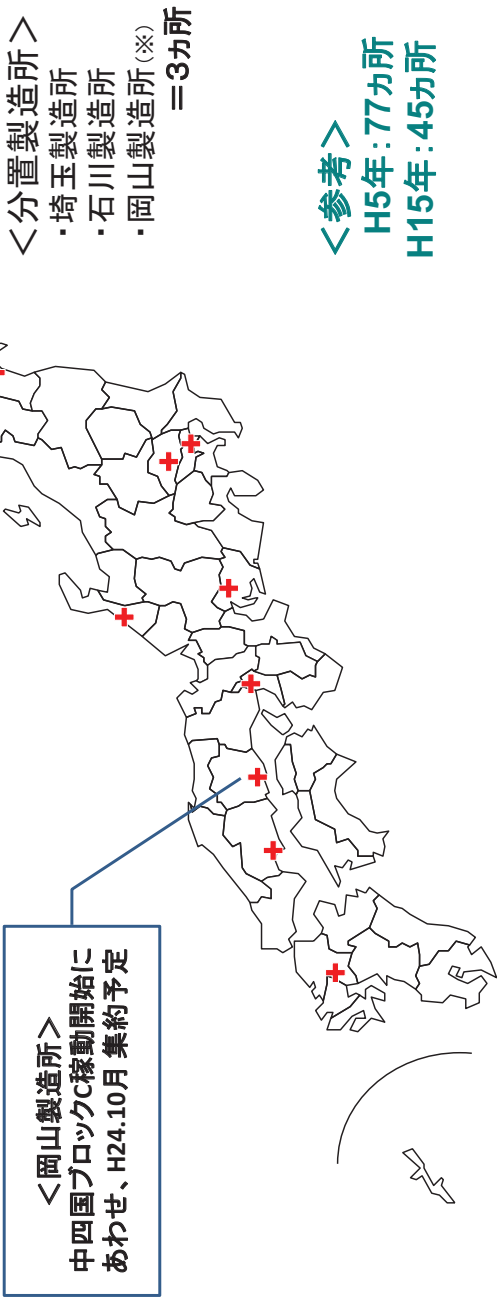 ＜分置製造所＞
・埼玉製造所
・石川製造所
・岡山製造所(※)
＝3ヵ所
＜参考＞
H5年：77ヵ所
H15年：45ヵ所
＜岡山製造所＞
中四国ブロックC稼動開始に
あわせ、H24.10月 集約予定